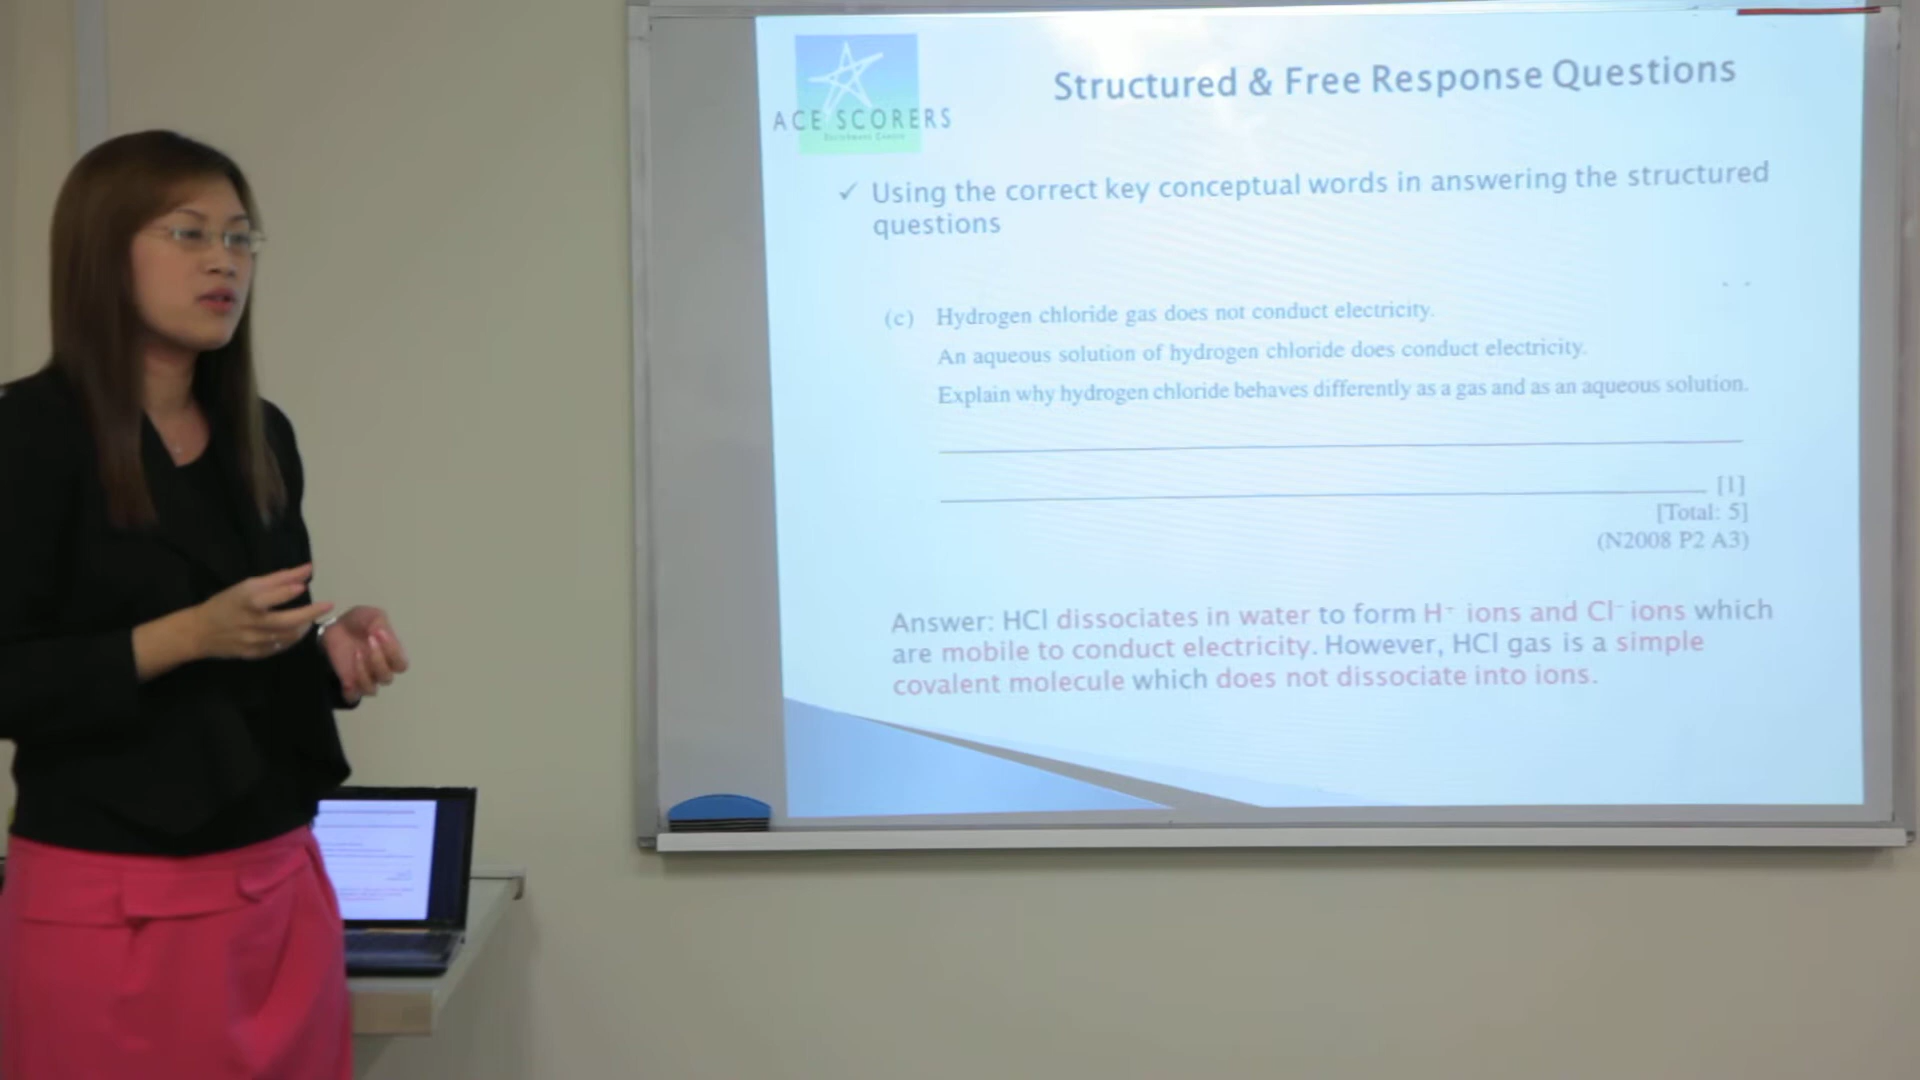 ACE SCORERS
Enrichment Centre
Structured & Free Response Questions
✓ Using the correct key conceptual words in answering the structured
questions
(c) Hydrogen chloride gas does not conduct electricity.
An aqueous solution of hydrogen chloride does conduct electricity.
Explain why hydrogen chloride behaves differently as a gas and as an aqueous solution.
[1]
[Total: 5]
(N2008 P2 A3)
Answer: HCl dissociates in water to form H⁺ ions and Cl⁻ ions which
are mobile to conduct electricity. However, HCl gas is a simple
covalent molecule which does not dissociate into ions.